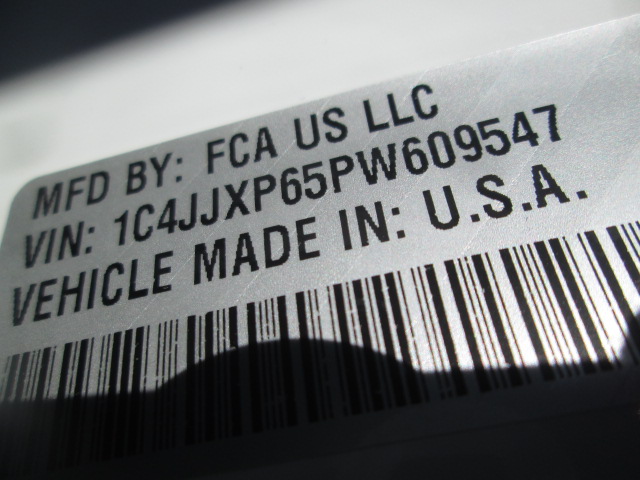 MFD BY: FCA US LLC
VIN: 1C4JJXP65PW609547
VEHICLE MADE IN: U.S.A.